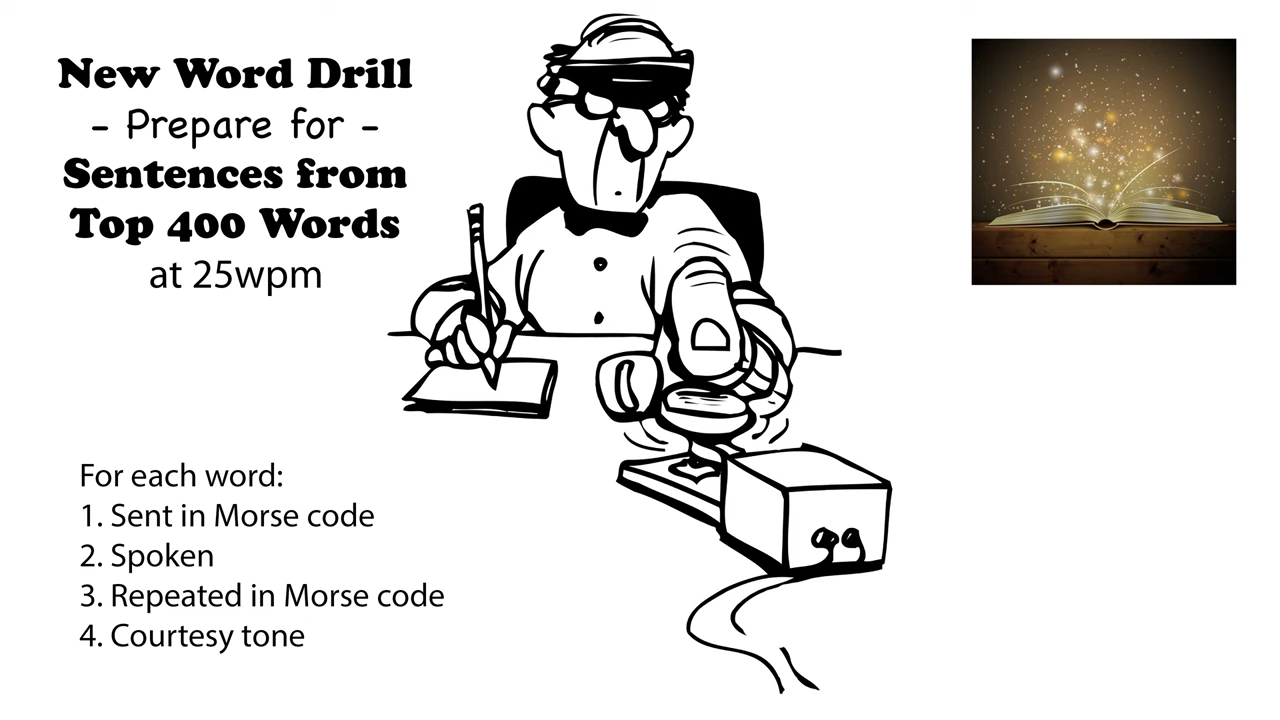 New Word Drill
- Prepare for -
Sentences from
Top 400 Words
at 25wpm
For each word:
1. Sent in Morse code
2. Spoken
3. Repeated in Morse code
4. Courtesy tone